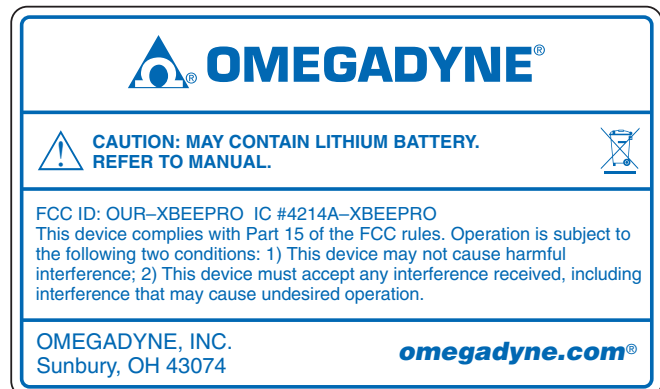 OMEGADYNE®
CAUTION: MAY CONTAIN LITHIUM BATTERY.
REFER TO MANUAL.
FCC ID: OUR–XBEEPRO IC #4214A–XBEEPRO
This device complies with Part 15 of the FCC rules. Operation is subject to
the following two conditions: 1) This device may not cause harmful
interference; 2) This device must accept any interference received, including
interference that may cause undesired operation.
OMEGADYNE, INC.
Sunbury, OH 43074
omegadyne.com®